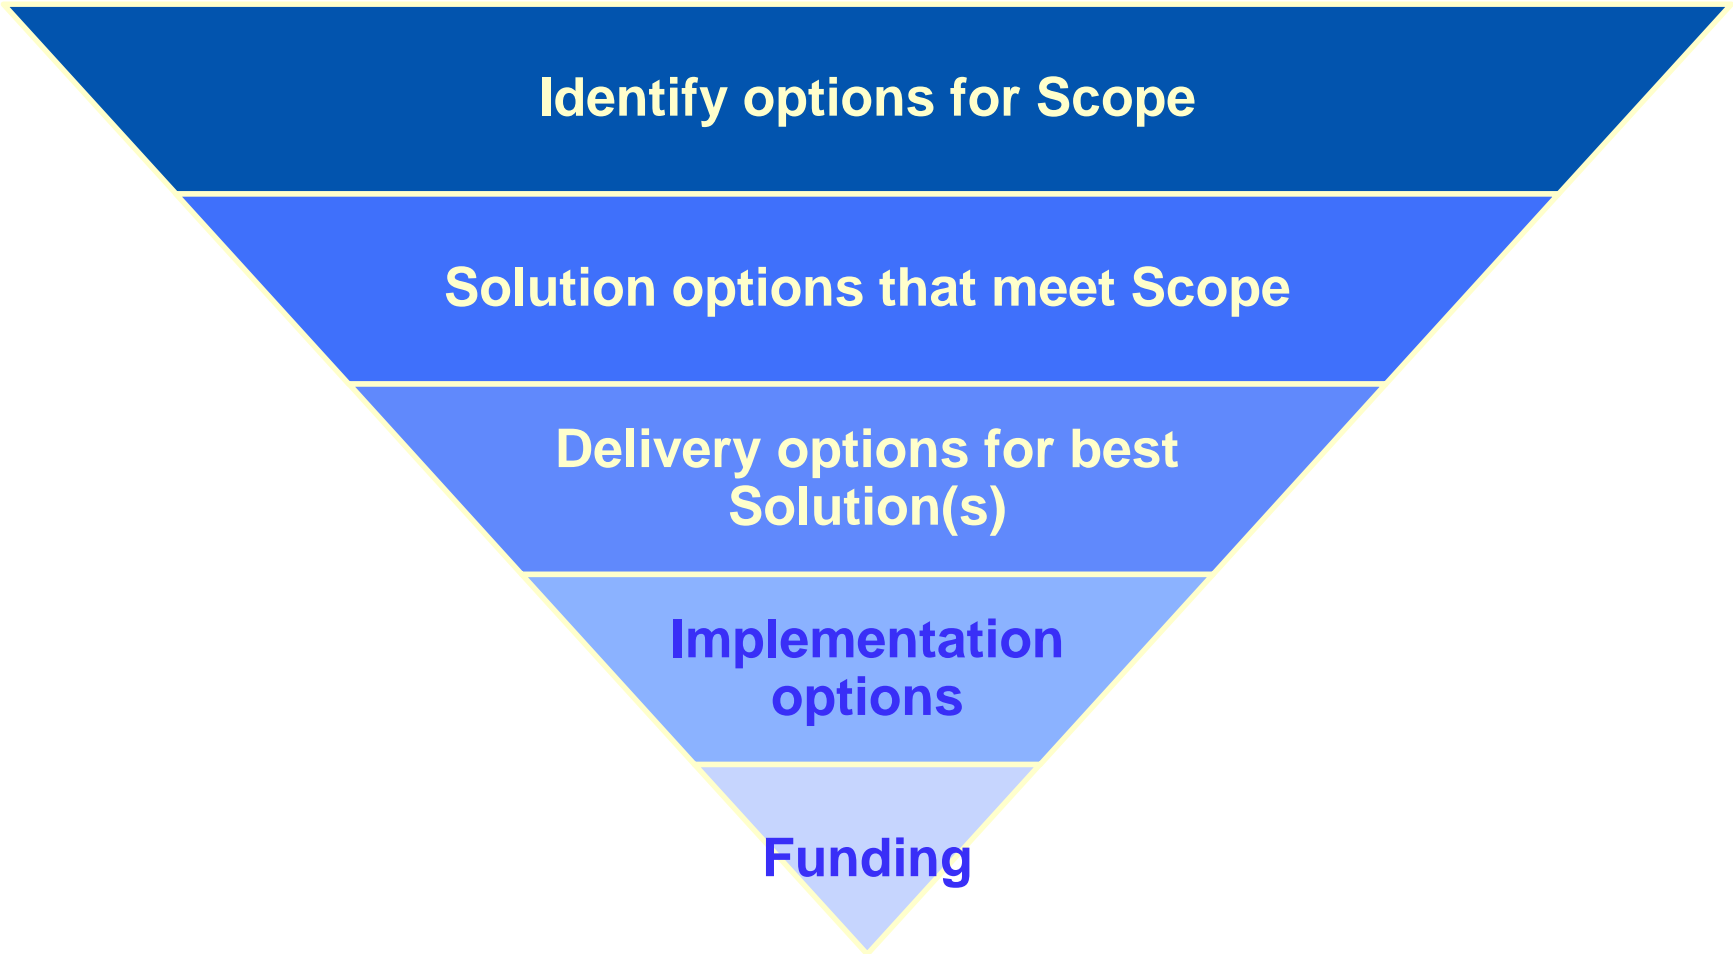 Identify options for Scope
Solution options that meet Scope
Delivery options for best
Solution(s)
Implementation
options
Funding